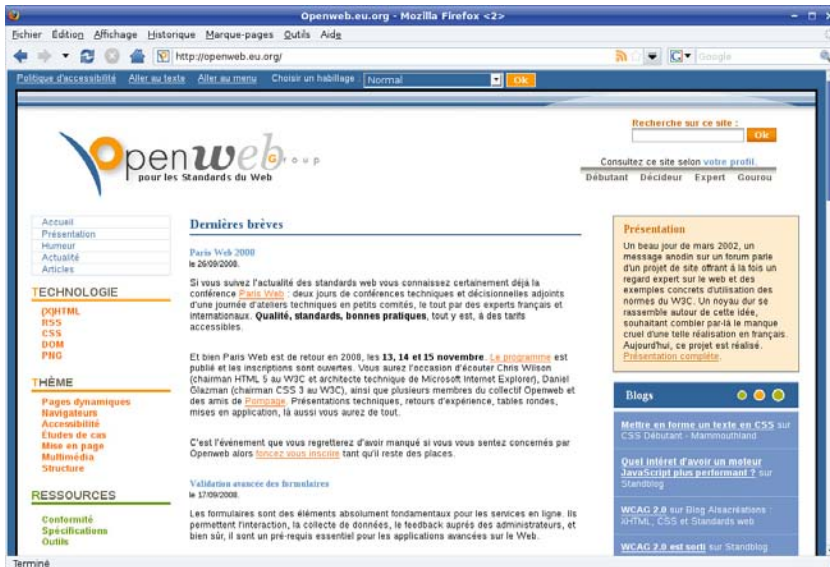 Openweb.eu.org - Mozilla Firefox <2>
Fichier Édition Affichage Historique Marque-pages Outils Aide
http://openweb.eu.org/
Google
Politique d'accessibilité Aller au texte Aller au menu Choisir un habillage : Normal Ok
Recherche sur ce site :
Ok
Openweb Group
pour les Standards du Web
Consultez ce site selon votre profil.
Débutant Décideur Expert Gourou
Accueil
Présentation
Humeur
Actualité
Articles
TECHNOLOGIE
(X)HTML
RSS
CSS
DOM
PNG
THÈME
Pages dynamiques
Navigateurs
Accessibilité
Études de cas
Mise en page
Multimédia
Structure
RESSOURCES
Conformité
Spécifications
Outils
Dernières brèves
Paris Web 2008
le 26/09/2008.
Si vous suivez l'actualité des standards web vous connaissez certainement déjà la
conférence Paris Web : deux jours de conférences techniques et décisionnelles adjoints
d'une journée d'ateliers techniques en petits comités, le tout par des experts français et
internationaux. Qualité, standards, bonnes pratiques, tout y est, à des tarifs
accessibles.
Et bien Paris Web est de retour en 2008, les 13, 14 et 15 novembre. Le programme est
publié et les inscriptions sont ouvertes. Vous aurez l'occasion d'écouter Chris Wilson
(chairman HTML 5 au W3C et architecte technique de Microsoft Internet Explorer), Daniel
Glazman (chairman CSS 3 au W3C), ainsi que plusieurs membres du collectif Openweb et
des amis de Pompage. Présentations techniques, retours d'expérience, tables rondes,
mises en application, là aussi vous aurez de tout.
C'est l'événement que vous regretterez d'avoir manqué si vous vous sentez concernés par
Openweb alors foncez vous inscrire tant qu'il reste des places.
Validation avancée des formulaires
le 17/09/2008.
Les formulaires sont des éléments absolument fondamentaux pour les services en ligne. Ils
permettent l'interaction, la collecte de données, le feedback auprés des administrateurs, et
bien sûr, il sont un pré-requis essentiel pour les applications avancées sur le Web.
Présentation
Un beau jour de mars 2002, un
message anodin sur un forum parle
d'un projet de site offrant à la fois un
regard expert sur le web et des
exemples concrets d'utilisation des
normes du W3C. Un noyau dur se
rassemble autour de cette idée,
souhaitant combler par-là le manque
cruel d'une telle réalisation en français.
Aujourd'hui, ce projet est réalisé.
Présentation complète.
Blogs
Mettre en forme un texte en CSS sur
CSS Débutant - Mammouthland
Quel intéret d'avoir un moteur
JavaScript plus performant ? sur
Standblog
WCAG 2.0 sur Blog Alsacréations :
XHTML, CSS et Standards web
WCAG 2.0 est sorti sur Standblog
Terminé